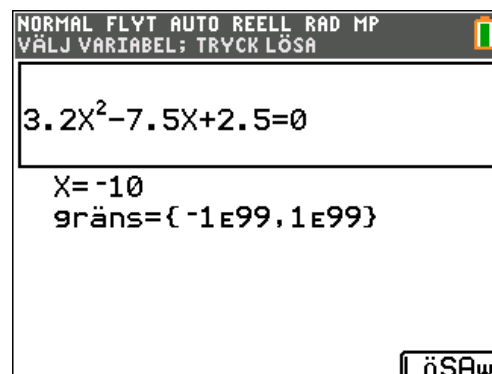 NORMAL FLYT AUTO REELL RAD MP
VÄLJ VARIABEL; TRYCK LÖSA
3.2X²-7.5X+2.5=0
X=-10
gräns={-1E99,1E99}
LÖSA